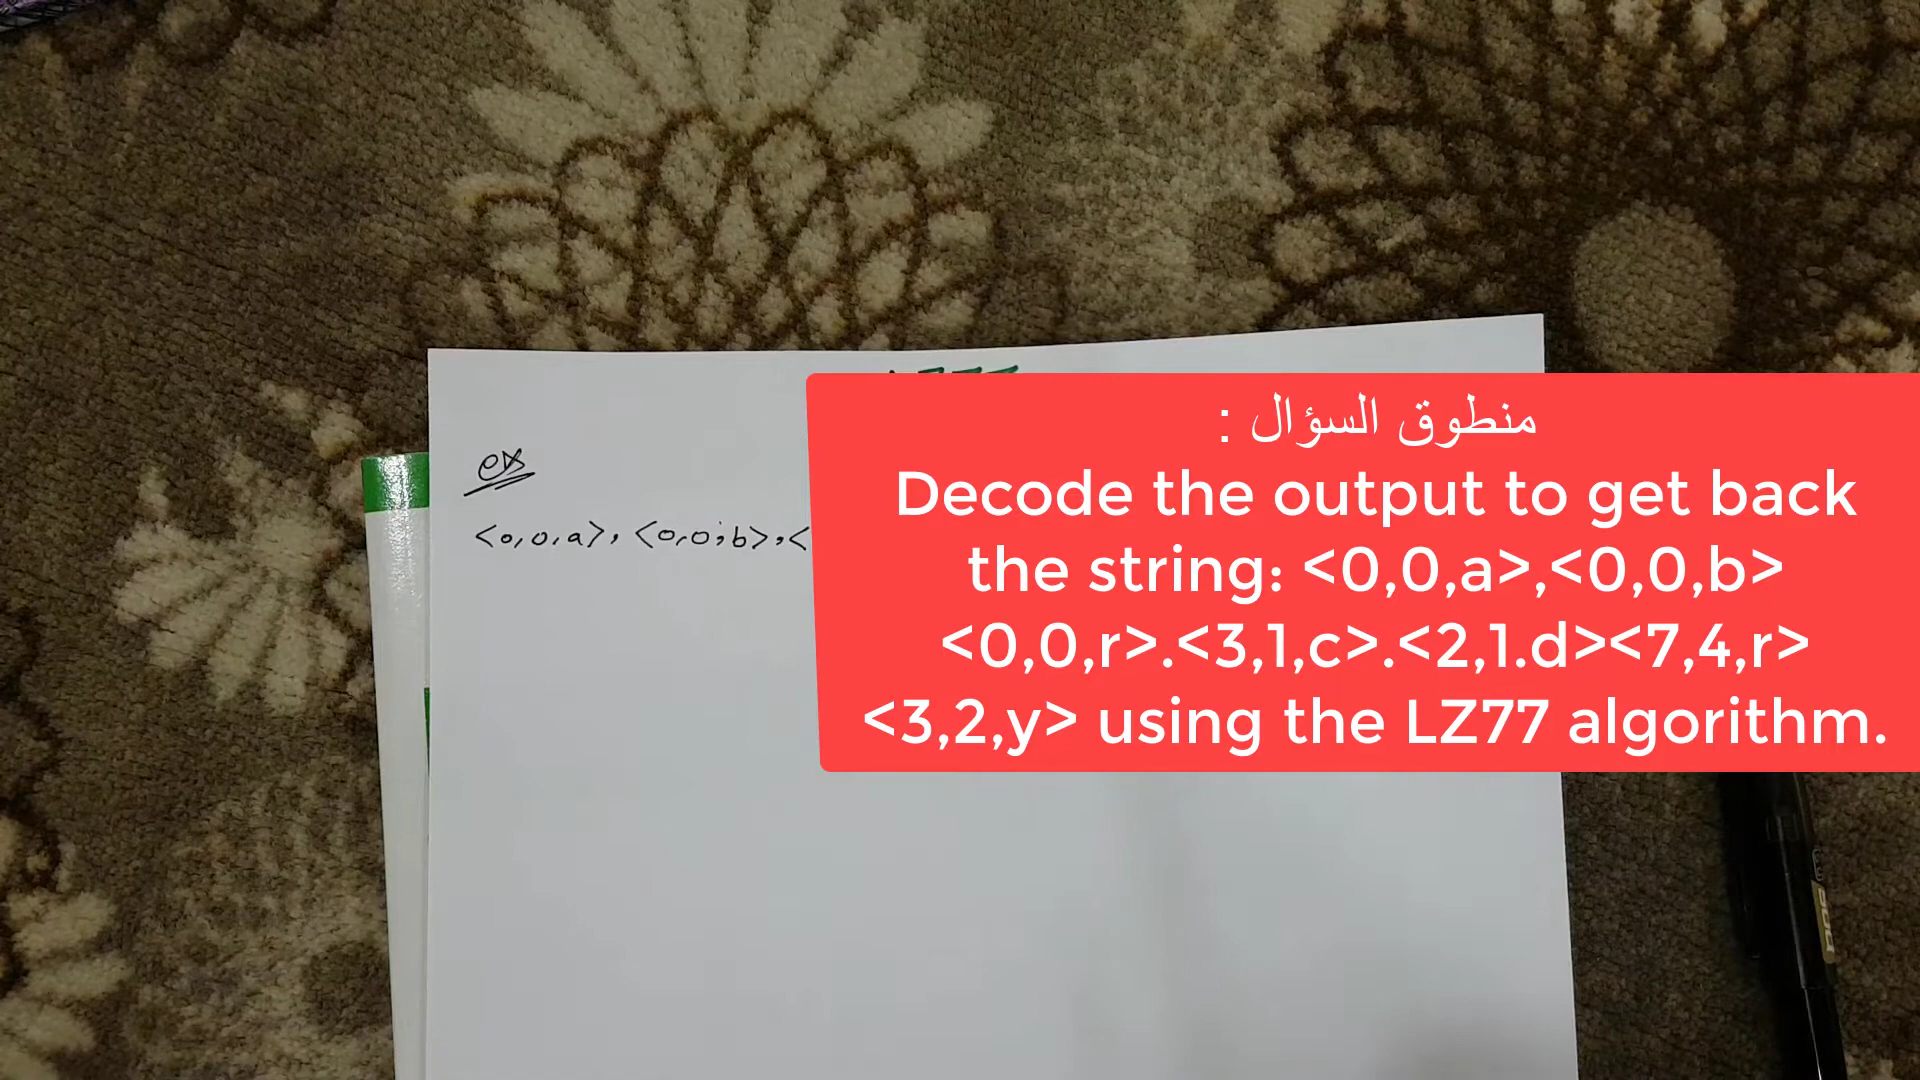 ex
<0,0,a>, <0,0,b>,<
منطوق السؤال :
Decode the output to get back
the string: <0,0,a>,<0,0,b>
<0,0,r>.<3,1,c>.<2,1.d><7,4,r>
<3,2,y> using the LZ77 algorithm.